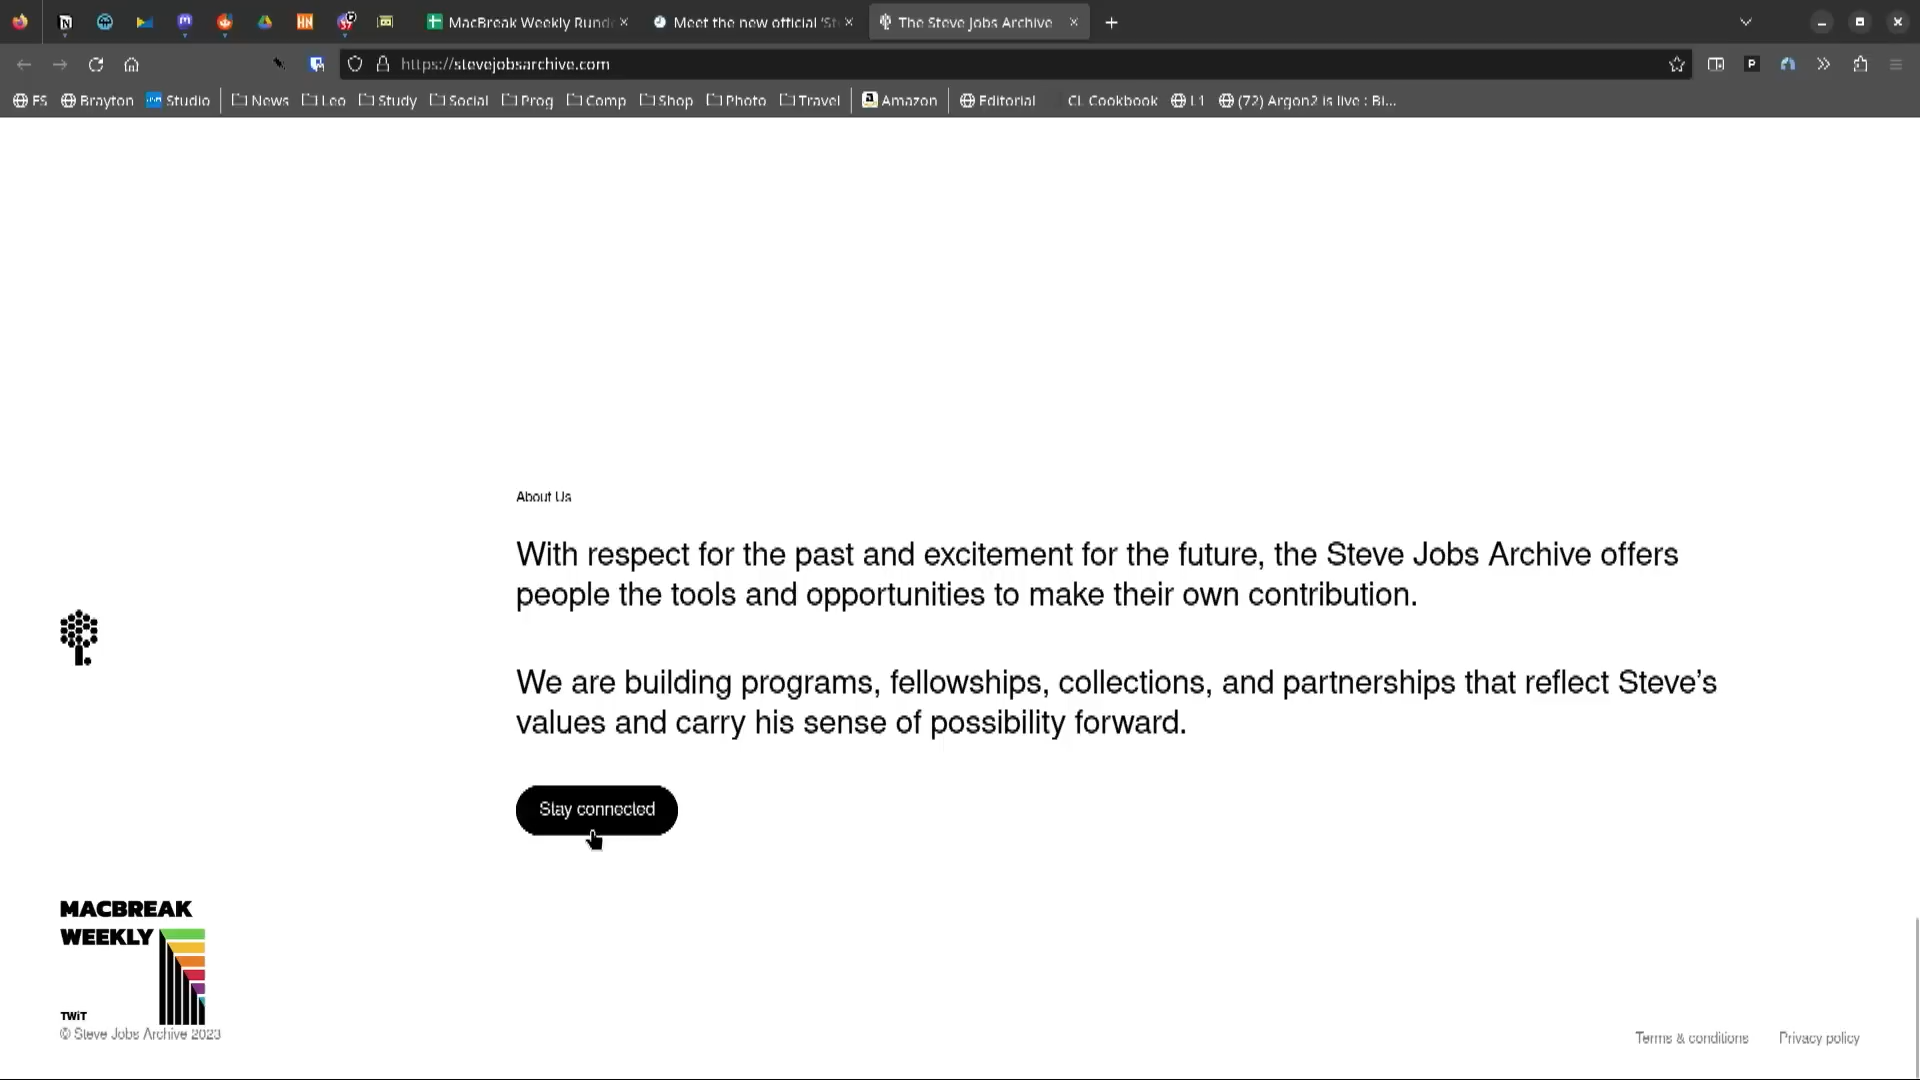 MacBreak Weekly Rund
Meet the new official 'St
The Steve Jobs Archive
https://stevejobsarchive.com
FS
Brayton
Studio
News
Leo
Study
Social
Prog
Comp
Shop
Photo
Travel
Amazon
Editorial
CL Cookbook
L1
(72) Argon2 is live : Bi...
About Us
With respect for the past and excitement for the future, the Steve Jobs Archive offers
people the tools and opportunities to make their own contribution.
We are building programs, fellowships, collections, and partnerships that reflect Steve’s
values and carry his sense of possibility forward.
Stay connected
MACBREAK
WEEKLY
TWiT
© Steve Jobs Archive 2023
Terms & conditions
Privacy policy